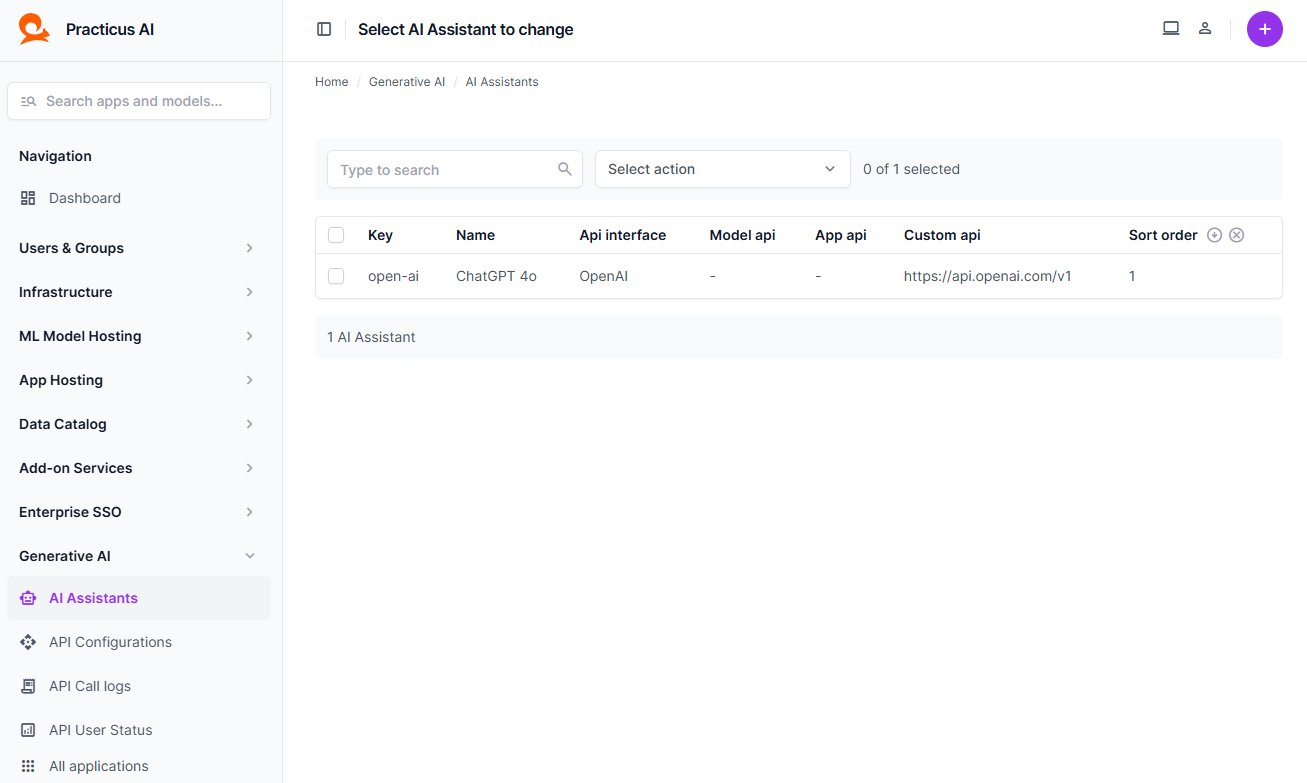 Practicus AI
Select AI Assistant to change
Search apps and models...
Navigation
Dashboard
Users & Groups
Infrastructure
ML Model Hosting
App Hosting
Data Catalog
Add-on Services
Enterprise SSO
Generative AI
AI Assistants
API Configurations
API Call logs
API User Status
All applications
Home / Generative AI / AI Assistants
Type to search
Select action
0 of 1 selected
Key Name Api interface Model api App api Custom api Sort order
open-ai ChatGPT 4o OpenAI - - https://api.openai.com/v1 1
1 AI Assistant